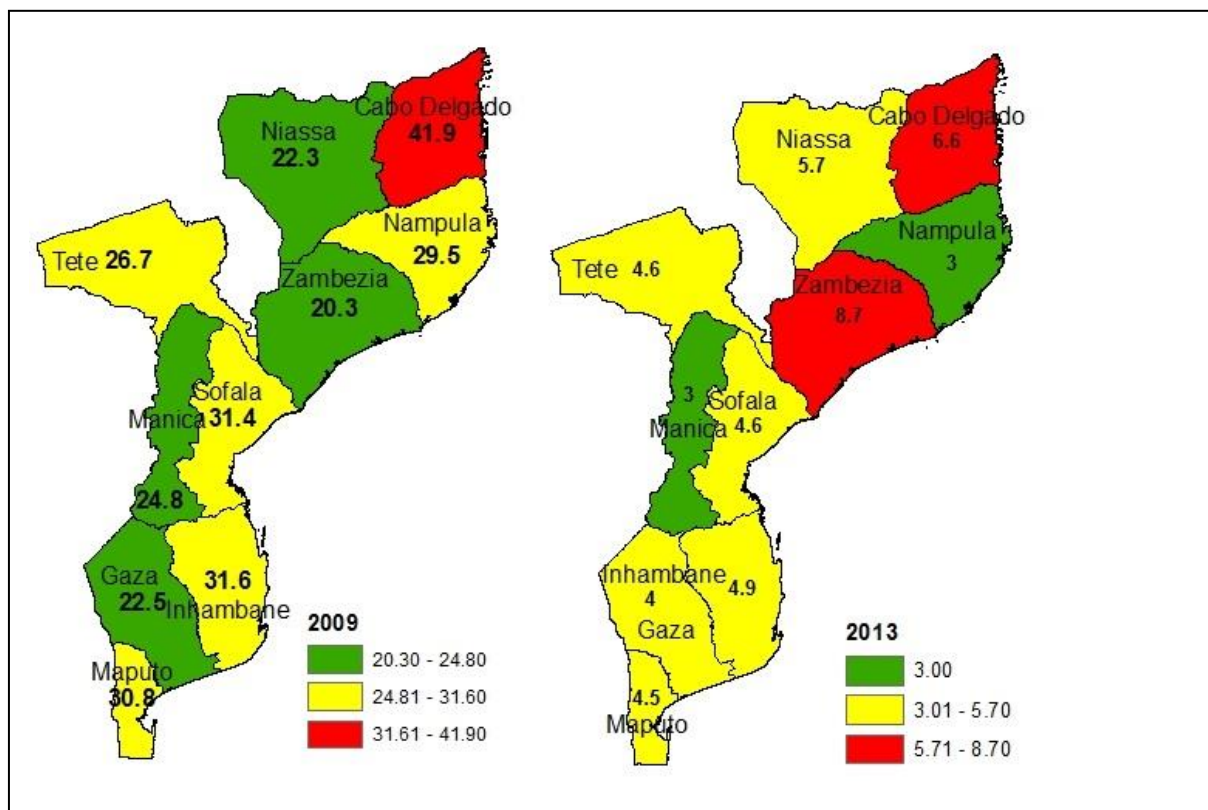 Cabo Delgado
41.9
Niassa
22.3
Nampula
29.5
Tete 26.7
Zambezia
20.3
Sofala
31.4
Manica
24.8
Gaza
22.5
31.6
Inhambane
Maputo
30.8
2009
20.30 - 24.80
24.81 - 31.60
31.61 - 41.90
Cabo Delgado
6.6
Niassa
5.7
Nampula
3
Tete 4.6
Zambezia
8.7
3
Manica
Sofala
4.6
Inhambane
4
4.9
Gaza
4.5
Maputo
2013
3.00
3.01 - 5.70
5.71 - 8.70